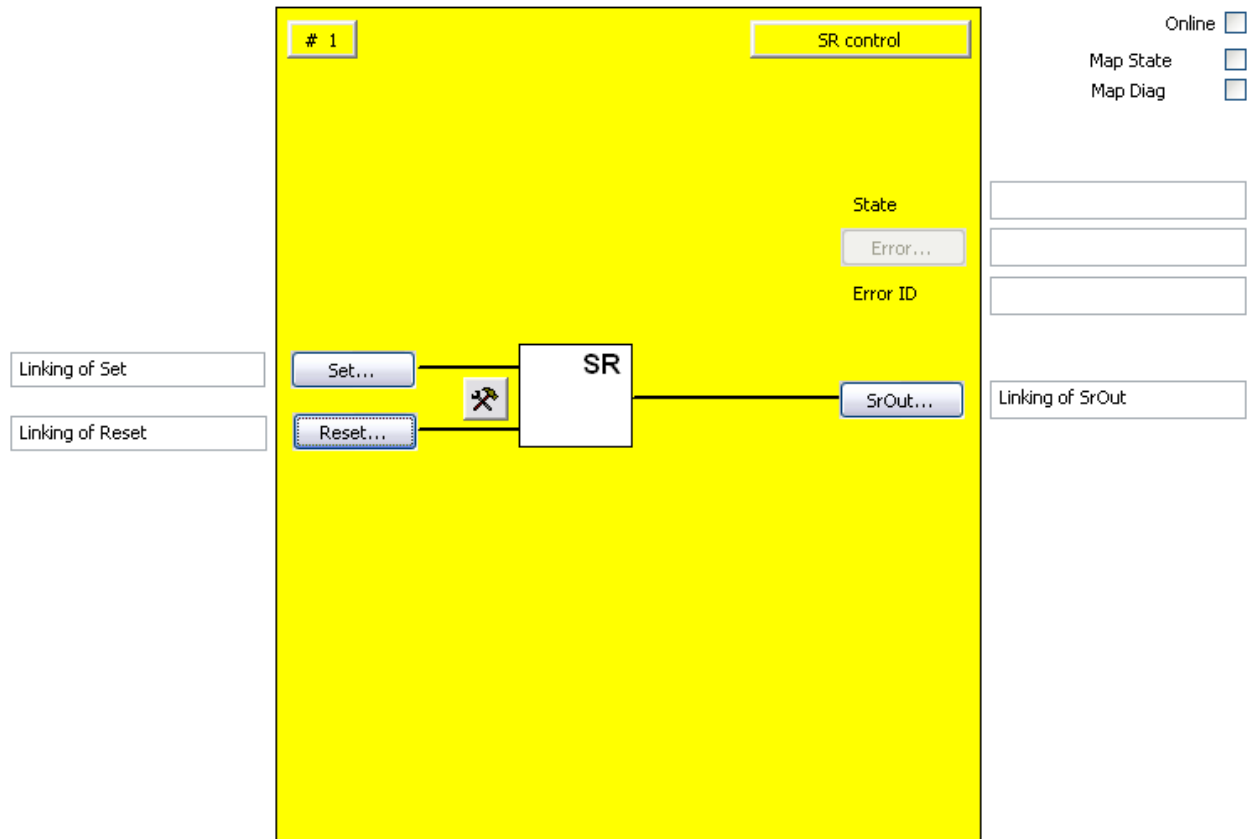 # 1
SR control
Online
Map State
Map Diag
State
Error...
Error ID
Linking of Set
Set...
SR
SrOut...
Linking of SrOut
Linking of Reset
Reset...